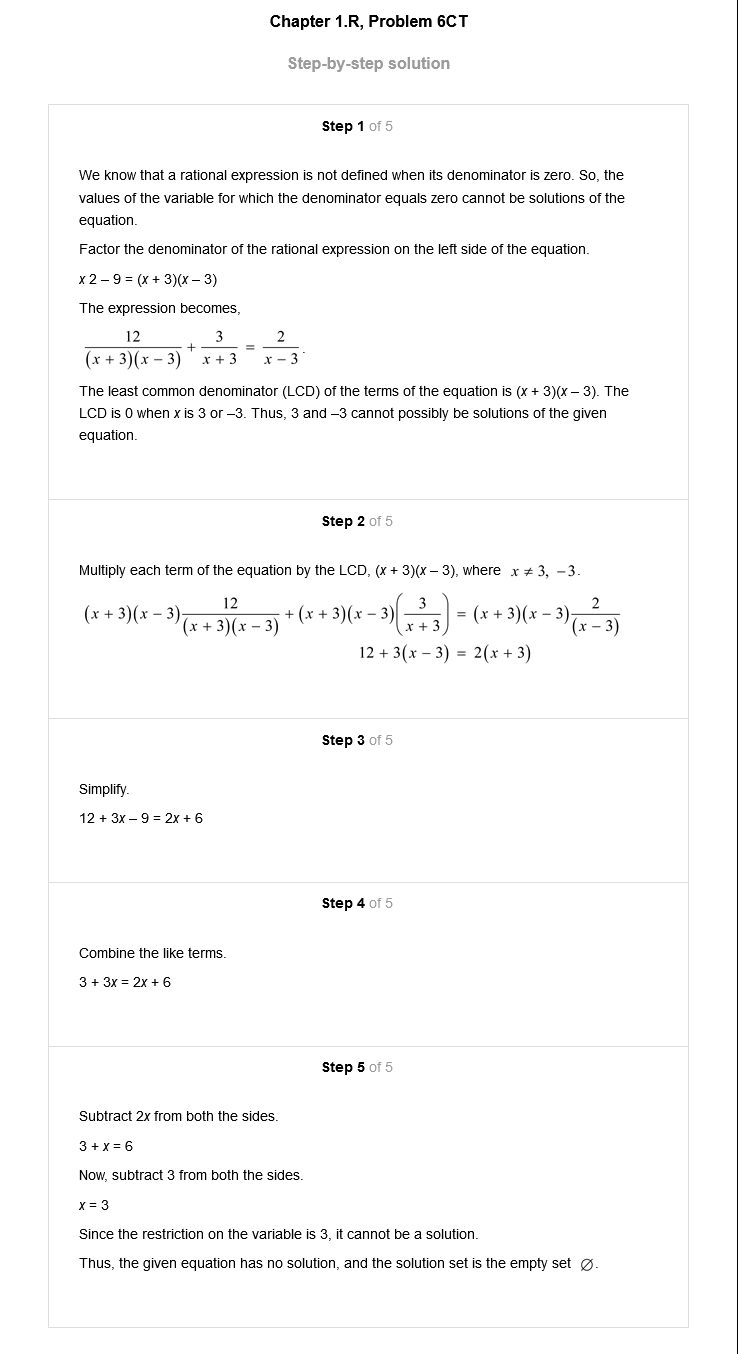 Chapter 1.R, Problem 6CT
Step-by-step solution
Step 1 of 5
We know that a rational expression is not defined when its denominator is zero. So, the
values of the variable for which the denominator equals zero cannot be solutions of the
equation.
Factor the denominator of the rational expression on the left side of the equation.
x 2 – 9 = (x + 3)(x – 3)
The expression becomes,
12/((x + 3)(x − 3)) + 3/(x + 3) = 2/(x − 3).
The least common denominator (LCD) of the terms of the equation is (x + 3)(x – 3). The
LCD is 0 when x is 3 or –3. Thus, 3 and –3 cannot possibly be solutions of the given
equation.
Step 2 of 5
Multiply each term of the equation by the LCD, (x + 3)(x – 3), where x ≠ 3, −3.
(x + 3)(x − 3) 12/((x + 3)(x − 3)) + (x + 3)(x − 3)(3/(x + 3)) = (x + 3)(x − 3) 2/(x − 3)
12 + 3(x − 3) = 2(x + 3)
Step 3 of 5
Simplify.
12 + 3x – 9 = 2x + 6
Step 4 of 5
Combine the like terms.
3 + 3x = 2x + 6
Step 5 of 5
Subtract 2x from both the sides.
3 + x = 6
Now, subtract 3 from both the sides.
x = 3
Since the restriction on the variable is 3, it cannot be a solution.
Thus, the given equation has no solution, and the solution set is the empty set ∅.